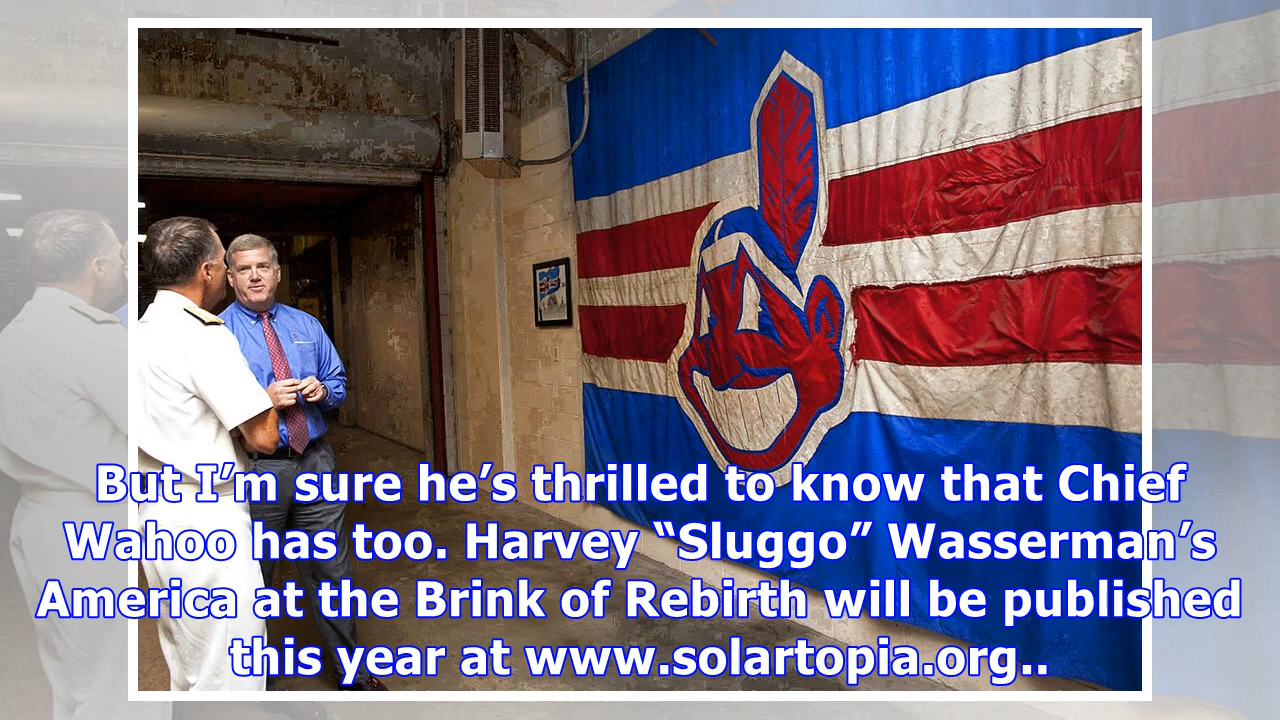 But I’m sure he’s thrilled to know that Chief
Wahoo has too. Harvey “Sluggo” Wasserman’s
America at the Brink of Rebirth will be published
this year at www.solartopia.org..